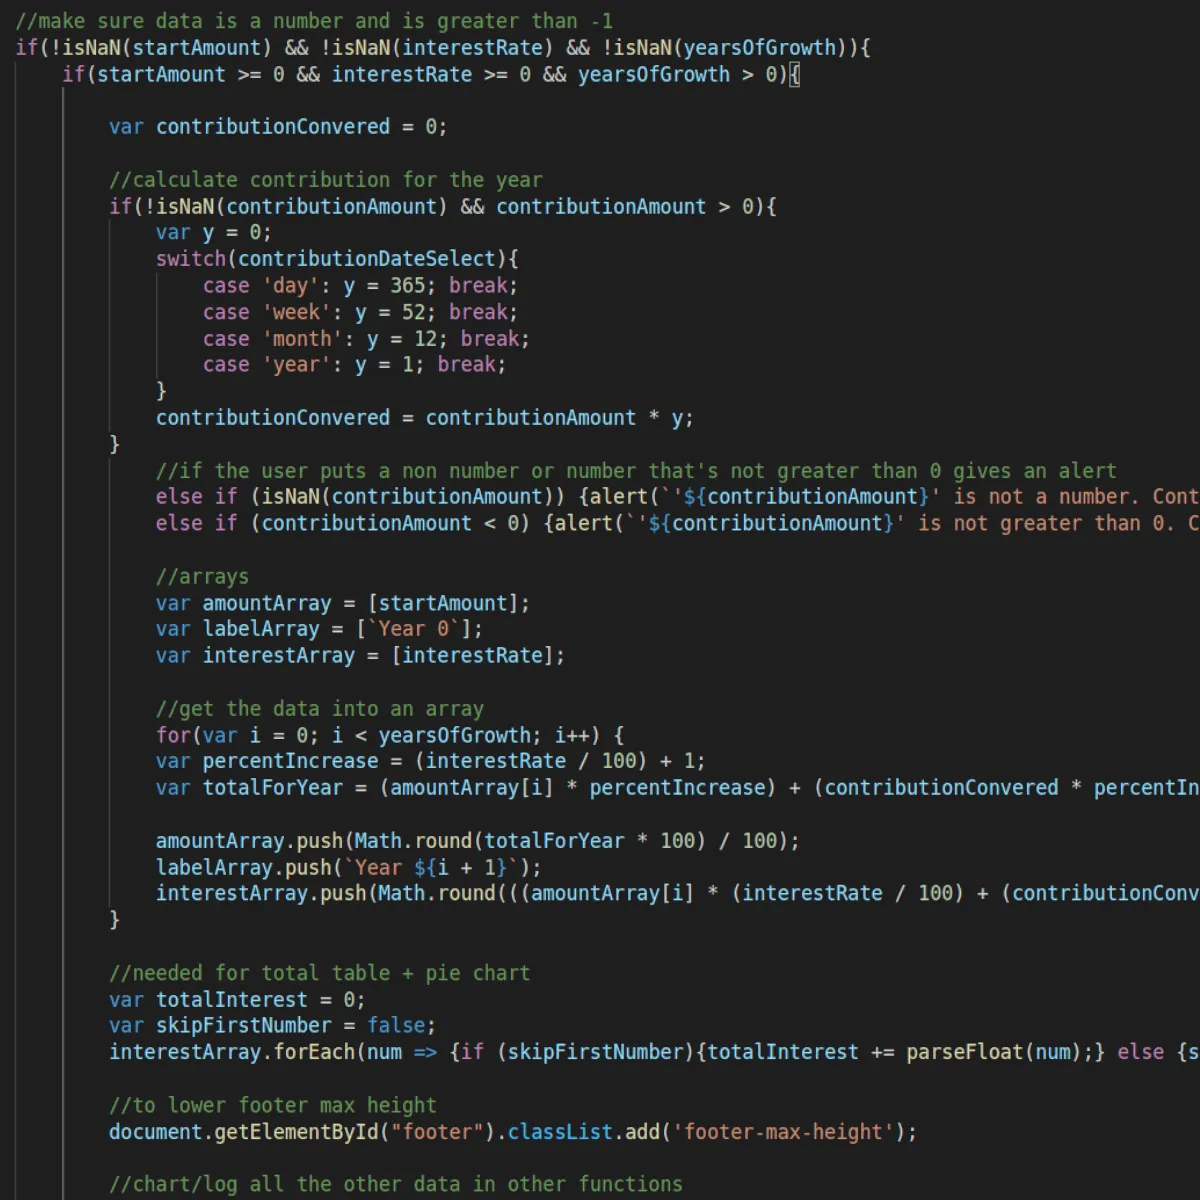 //make sure data is a number and is greater than -1
if(!isNaN(startAmount) && !isNaN(interestRate) && !isNaN(yearsOfGrowth)){
    if(startAmount >= 0 && interestRate >= 0 && yearsOfGrowth > 0){

        var contributionConvered = 0;

        //calculate contribution for the year
        if(!isNaN(contributionAmount) && contributionAmount > 0){
            var y = 0;
            switch(contributionDateSelect){
                case 'day': y = 365; break;
                case 'week': y = 52; break;
                case 'month': y = 12; break;
                case 'year': y = 1; break;
            }
            contributionConvered = contributionAmount * y;
        }
            //if the user puts a non number or number that's not greater than 0 gives an alert
            else if (isNaN(contributionAmount)) {alert(`'${contributionAmount}' is not a number. Cont
            else if (contributionAmount < 0) {alert(`'${contributionAmount}' is not greater than 0. C

            //arrays
            var amountArray = [startAmount];
            var labelArray = [`Year 0`];
            var interestArray = [interestRate];

            //get the data into an array
            for(var i = 0; i < yearsOfGrowth; i++) {
            var percentIncrease = (interestRate / 100) + 1;
            var totalForYear = (amountArray[i] * percentIncrease) + (contributionConvered * percentIn

            amountArray.push(Math.round(totalForYear * 100) / 100);
            labelArray.push(`Year ${i + 1}`);
            interestArray.push(Math.round(((amountArray[i] * (interestRate / 100) + (contributionConv
        }

        //needed for total table + pie chart
        var totalInterest = 0;
        var skipFirstNumber = false;
        interestArray.forEach(num => {if (skipFirstNumber){totalInterest += parseFloat(num);} else {s

        //to lower footer max height
        document.getElementById("footer").classList.add('footer-max-height');

        //chart/log all the other data in other functions